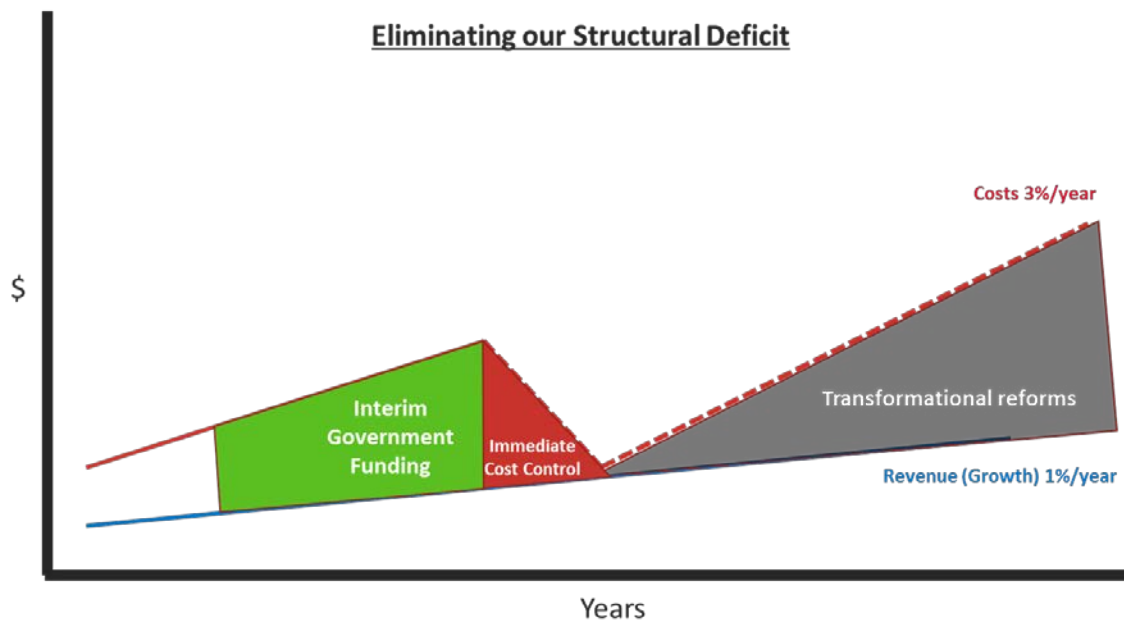 Eliminating our Structural Deficit
Costs 3%/year
$
Interim
Government
Funding
Immediate
Cost Control
Transformational reforms
Revenue (Growth) 1%/year
Years